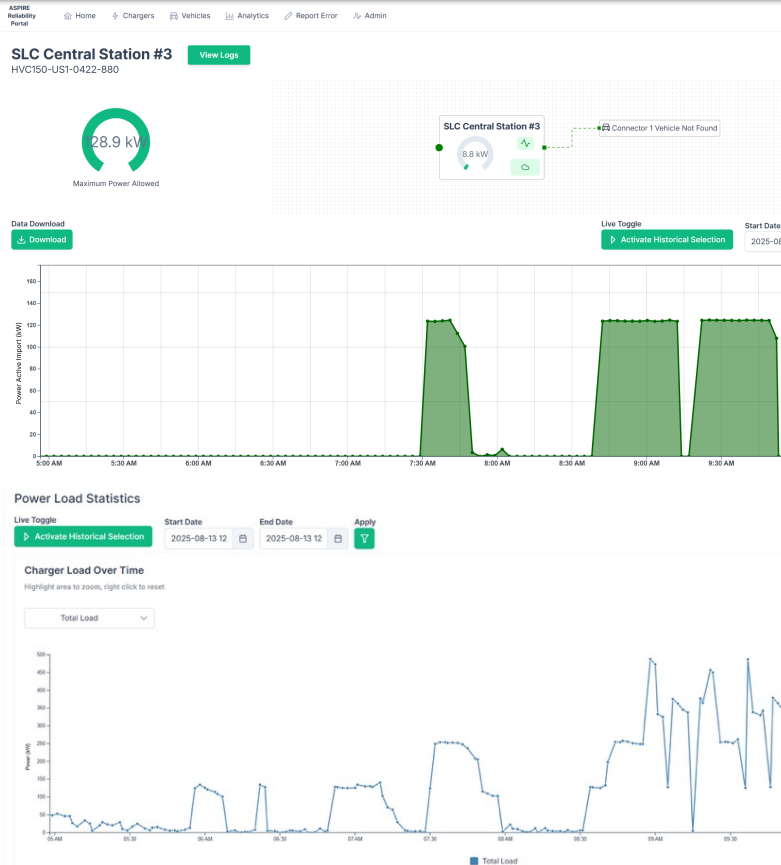 ASPIRE
Reliability
Portal
Home
Chargers
Vehicles
Analytics
Report Error
Admin
SLC Central Station #3
View Logs
HVC150-US1-0422-880
128.9 kW
Maximum Power Allowed
SLC Central Station #3
8.8 kW
Connector 1 Vehicle Not Found
Data Download
Download
Live Toggle
Activate Historical Selection
Start Date
2025-08
Power Active Import (kW)
160
140
120
100
80
60
40
20
0
5:00 AM
5:30 AM
6:00 AM
6:30 AM
7:00 AM
7:30 AM
8:00 AM
8:30 AM
9:00 AM
9:30 AM
Power Load Statistics
Live Toggle
Activate Historical Selection
Start Date
2025-08-13 12
End Date
2025-08-13 12
Apply
Charger Load Over Time
Highlight area to zoom, right click to reset
Total Load
Power (kW)
500
450
400
350
300
250
200
150
100
50
0
05 AM
05:30
06 AM
06:30
07 AM
07:30
08 AM
08:30
09 AM
09:30
Total Load